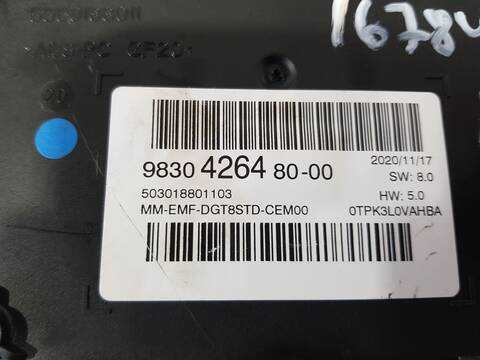 1678
9830 4264 80-00
2020/11/17
SW: 8.0
503018801103
HW: 5.0
MM-EMF-DGT8STD-CEM00
0TPK3L0VAHBA